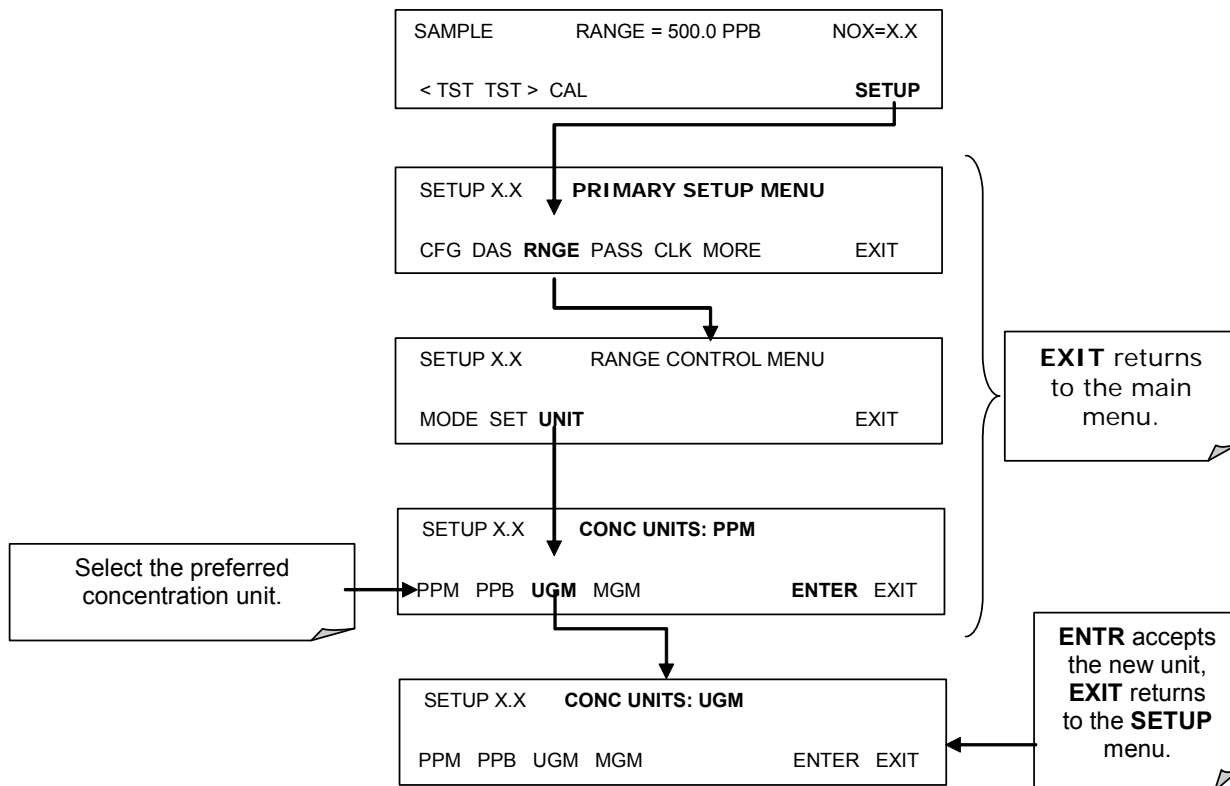 SAMPLE RANGE = 500.0 PPB NOX=X.X
< TST TST > CAL SETUP
SETUP X.X PRIMARY SETUP MENU
CFG DAS RNGE PASS CLK MORE EXIT
SETUP X.X RANGE CONTROL MENU
MODE SET UNIT EXIT
EXIT returns
to the main
menu.
SETUP X.X CONC UNITS: PPM
PPM PPB UGM MGM ENTER EXIT
Select the preferred
concentration unit.
SETUP X.X CONC UNITS: UGM
PPM PPB UGM MGM ENTER EXIT
ENTR accepts
the new unit,
EXIT returns
to the SETUP
menu.